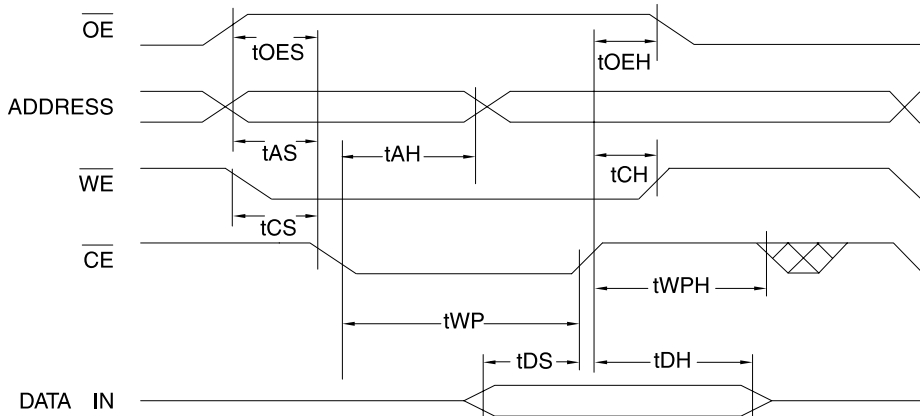 OE
tOES
tOEH
ADDRESS
tAS
tAH
tCH
WE
tCS
CE
tWPH
tWP
tDS
tDH
DATA IN